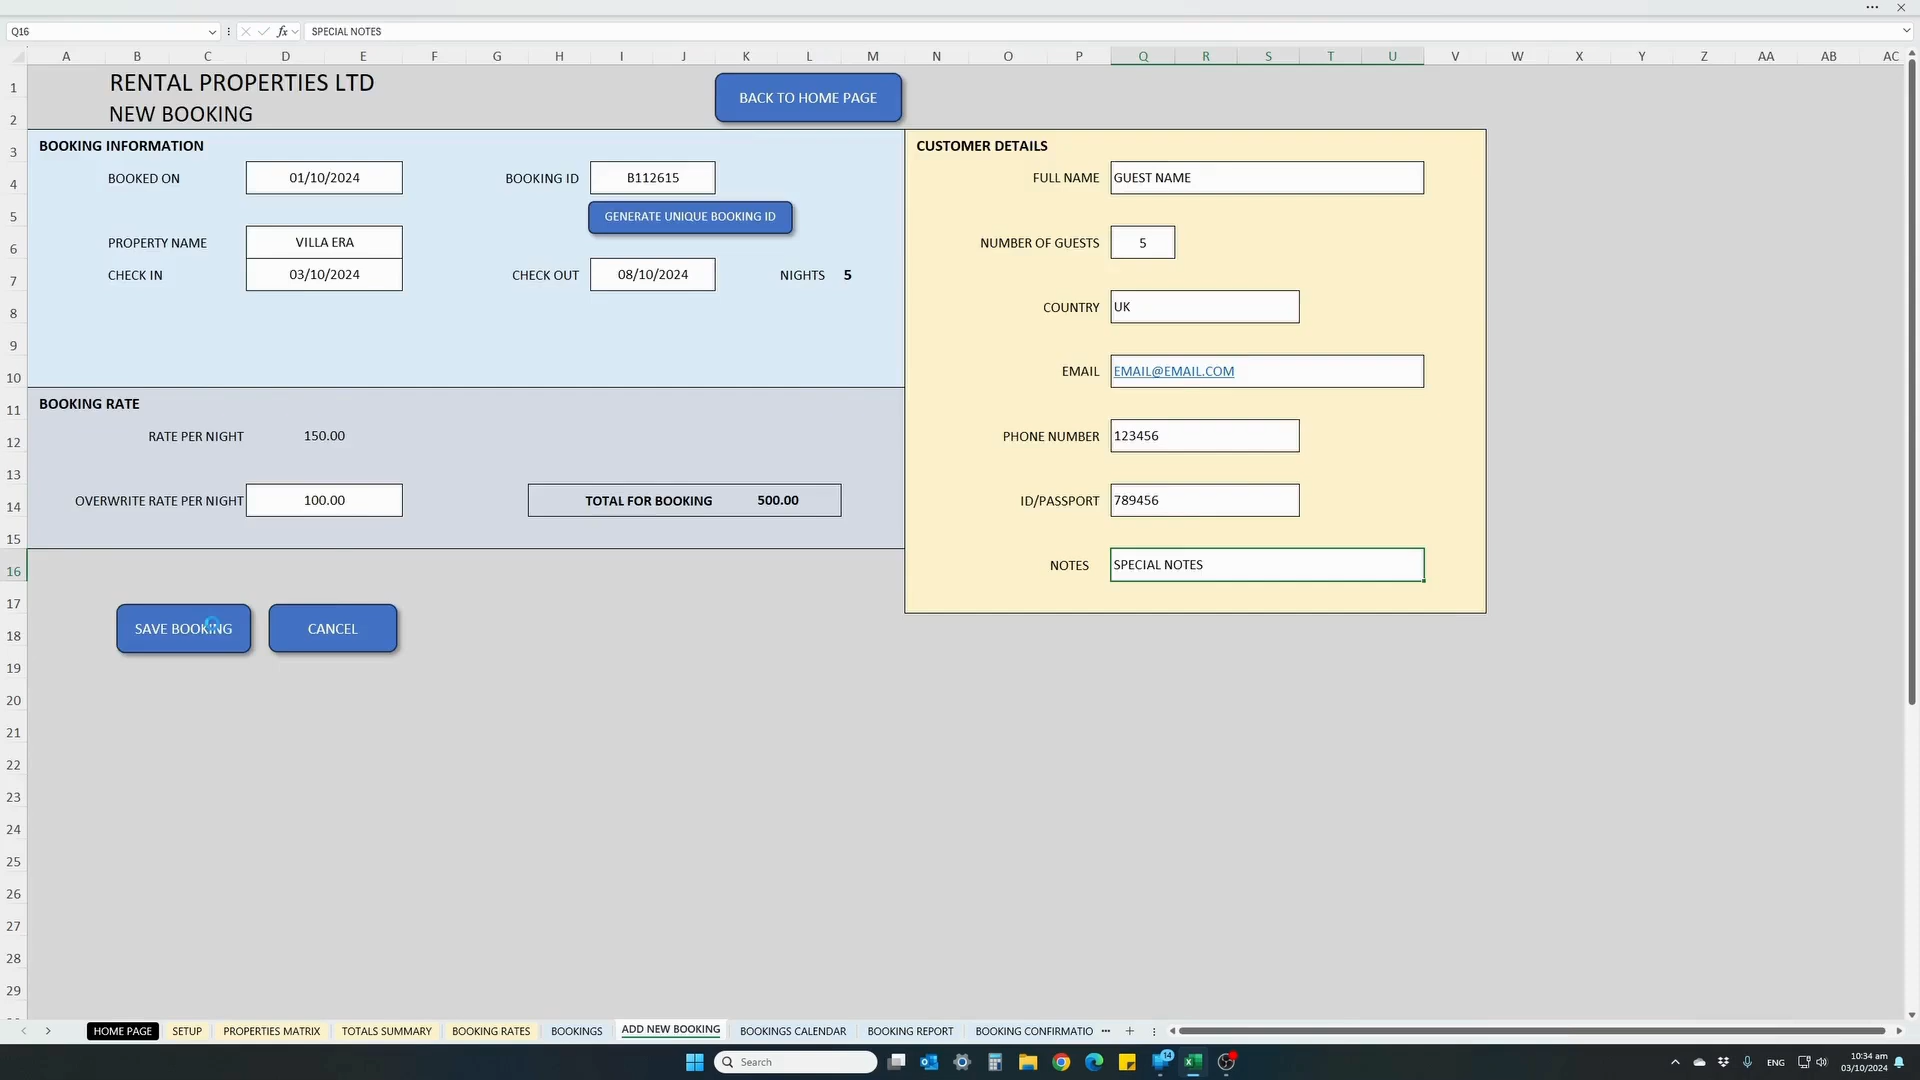 Q16
fx
SPECIAL NOTES
A B C D E F G H I J K L M N O P Q R S T U V W X Y Z AA AB AC
1
2
3
4
5
6
7
8
9
10
11
12
13
14
15
16
17
18
19
20
21
22
23
24
25
26
27
28
29
RENTAL PROPERTIES LTD
NEW BOOKING
BACK TO HOME PAGE
BOOKING INFORMATION
BOOKED ON 01/10/2024 BOOKING ID B112615
GENERATE UNIQUE BOOKING ID
PROPERTY NAME VILLA ERA
CHECK IN 03/10/2024 CHECK OUT 08/10/2024 NIGHTS 5
BOOKING RATE
RATE PER NIGHT 150.00
OVERWRITE RATE PER NIGHT 100.00 TOTAL FOR BOOKING 500.00
CUSTOMER DETAILS
FULL NAME GUEST NAME
NUMBER OF GUESTS 5
COUNTRY UK
EMAIL EMAIL@EMAIL.COM
PHONE NUMBER 123456
ID/PASSPORT 789456
NOTES SPECIAL NOTES
SAVE BOOKING CANCEL
HOME PAGE SETUP PROPERTIES MATRIX TOTALS SUMMARY BOOKING RATES BOOKINGS ADD NEW BOOKING BOOKINGS CALENDAR BOOKING REPORT BOOKING CONFIRMATIO
Search
14
ENG
10:34 am
03/10/2024